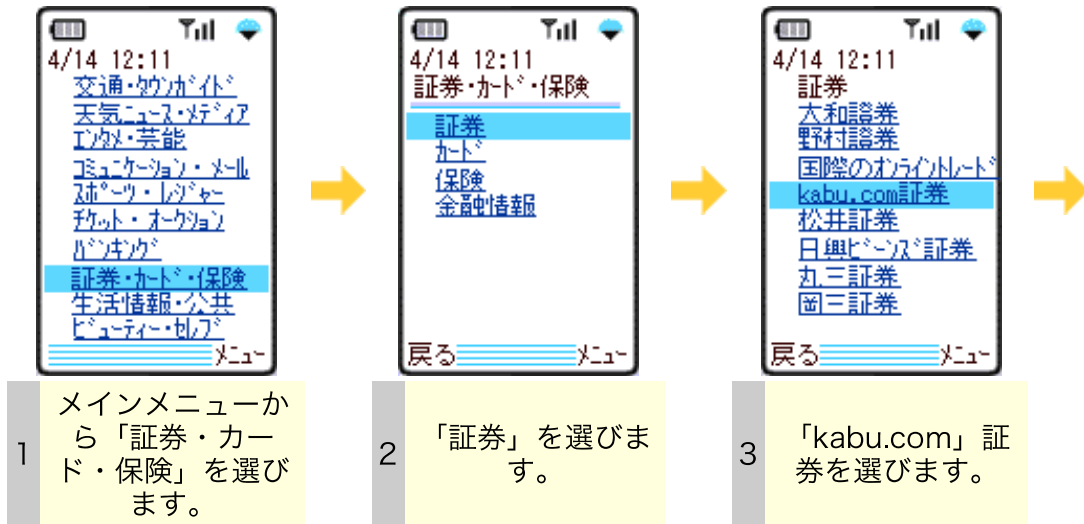 4/14 12:11
交通・ﾀｳﾝｶﾞｲﾄﾞ
天気ﾆｭｰｽ・ﾒﾃﾞｨｱ
ｴﾝﾀﾒ・芸能
ｺﾐｭﾆｹｰｼｮﾝ・ ﾒｰﾙ
ｽﾎﾟｰﾂ・ ﾚｼﾞｬｰ
ﾁｹｯﾄ・ ｵｰｸｼｮﾝ
ﾊﾞﾝｷﾝｸﾞ
証券・ｶｰﾄﾞ・保険
生活情報・公共
ﾋﾞｭｰﾃｨｰ・ｾﾚﾌﾞ
ﾒﾆｭｰ
4/14 12:11
証券・ｶｰﾄﾞ・保険
証券
ｶｰﾄﾞ
保険
金融情報
戻る ﾒﾆｭｰ
4/14 12:11
証券
大和證券
野村證券
国際のｵﾝﾗｲﾝﾄﾚｰﾄﾞ
kabu.com証券
松井証券
日興ﾋﾞｰﾝｽﾞ証券
丸三証券
岡三証券
戻る ﾒﾆｭｰ
1
メインメニューか
ら「証券・カー
ド・保険」を選び
ます。
2
「証券」を選びま
す。
3
「kabu.com」証
券を選びます。